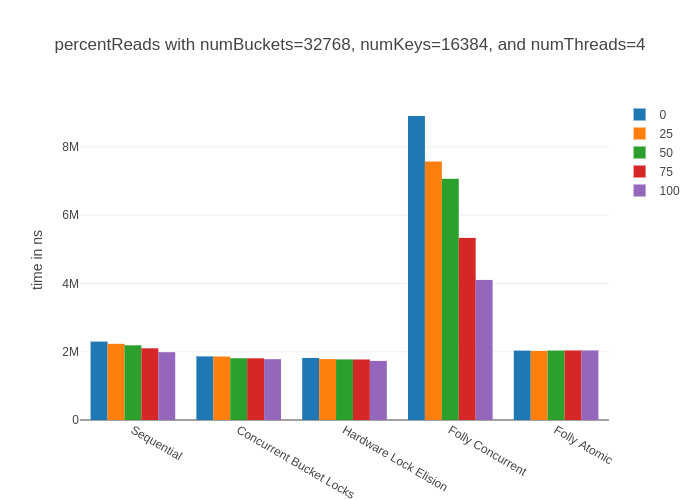 percentReads with numBuckets=32768, numKeys=16384, and numThreads=4
0
25
50
75
100
8M
6M
4M
2M
0
time in ns
Sequential
Concurrent Bucket Locks
Hardware Lock Elision
Folly Concurrent
Folly Atomic